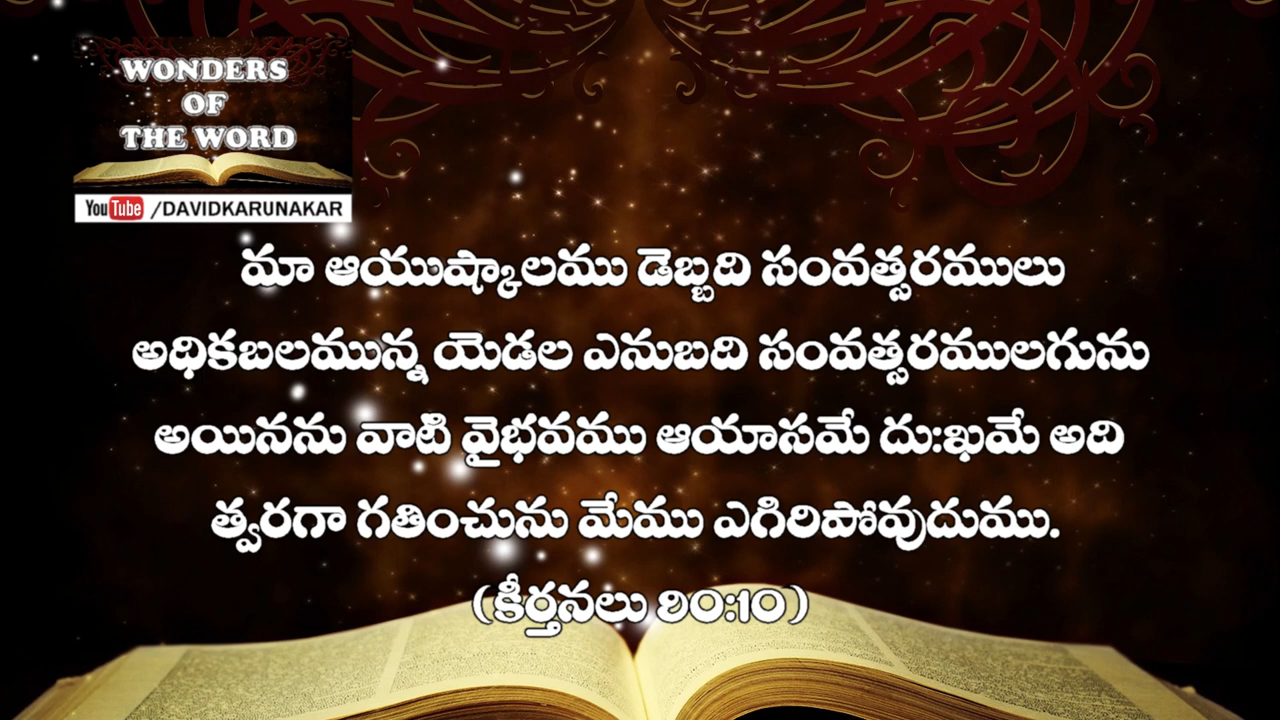 WONDERS
OF
THE WORD
YouTube /DAVIDKARUNAKAR
మా ఆయుష్కాలము డెబ్బది సంవత్సరములు
అధికబలమున్న యెడల ఎనుబది సంవత్సరములగును
అయినను వాటి వైభవము ఆయాసమే దు:ఖమే అది
త్వరగా గతించును మేము ఎగిరిపోవుదుము.
(కీర్తనలు 90:10)